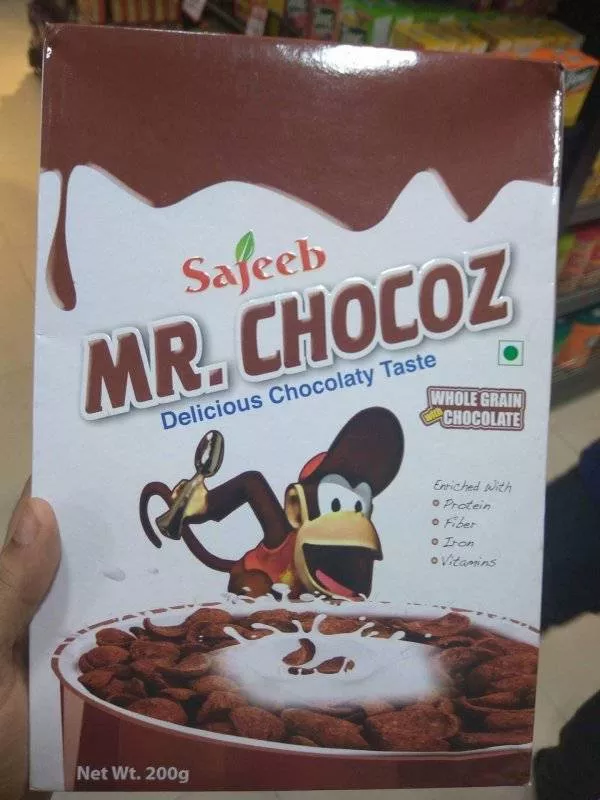 Sajeeb
MR. CHOCOZ
Delicious Chocolaty Taste
WHOLE GRAIN
with CHOCOLATE
Enriched With
Protein
Fiber
Iron
Vitamins
Net Wt. 200g